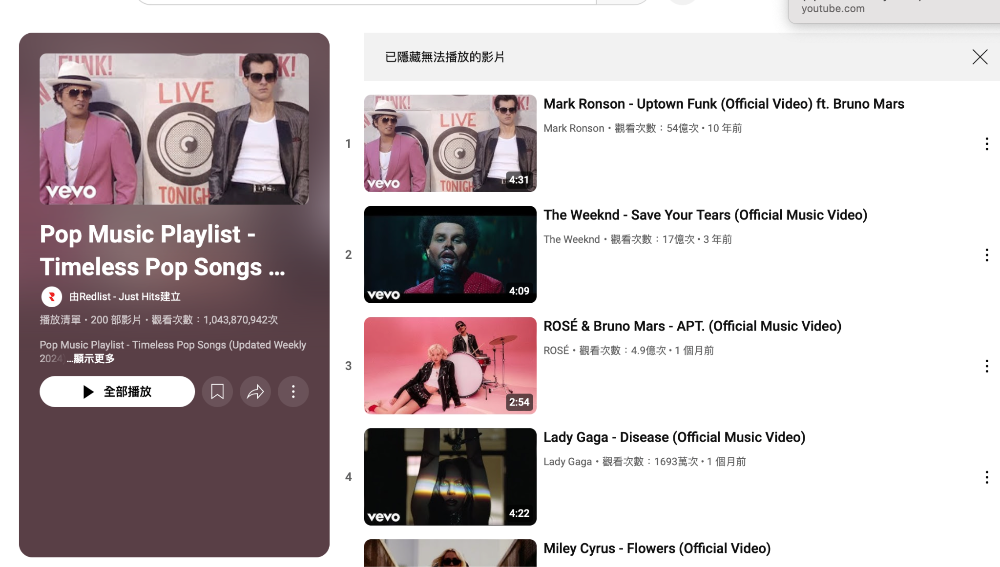 youtube.com
FUNK!
K!
LIVE
TONIGH
vevo
Pop Music Playlist -
Timeless Pop Songs ...
由Redlist - Just Hits建立
播放清單•200 部影片•觀看次數：1,043,870,942次
Pop Music Playlist - Timeless Pop Songs (Updated Weekly
2024) ...顯示更多
全部播放
已隱藏無法播放的影片
1
FUNK!
K!
LIVE
TONIGH
vevo
4:31
Mark Ronson - Uptown Funk (Official Video) ft. Bruno Mars
Mark Ronson•觀看次數：54億次•10 年前
2
vevo
4:09
The Weeknd - Save Your Tears (Official Music Video)
The Weeknd•觀看次數：17億次•3 年前
3
2:54
ROSÉ & Bruno Mars - APT. (Official Music Video)
ROSÉ•觀看次數：4.9億次•1 個月前
4
vevo
4:22
Lady Gaga - Disease (Official Music Video)
Lady Gaga•觀看次數：1693萬次•1 個月前
Miley Cyrus - Flowers (Official Video)